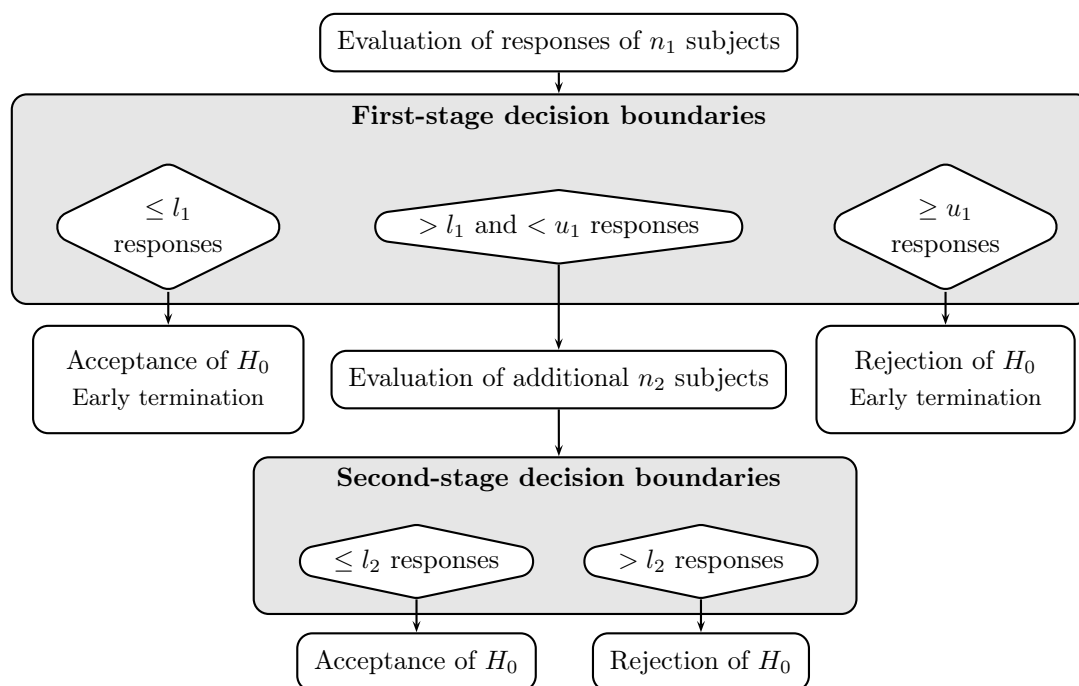 Evaluation of responses of n₁ subjects
First-stage decision boundaries
≤ l₁
responses
> l₁ and < u₁ responses
≥ u₁
responses
Acceptance of H₀
Early termination
Evaluation of additional n₂ subjects
Rejection of H₀
Early termination
Second-stage decision boundaries
≤ l₂ responses
> l₂ responses
Acceptance of H₀
Rejection of H₀